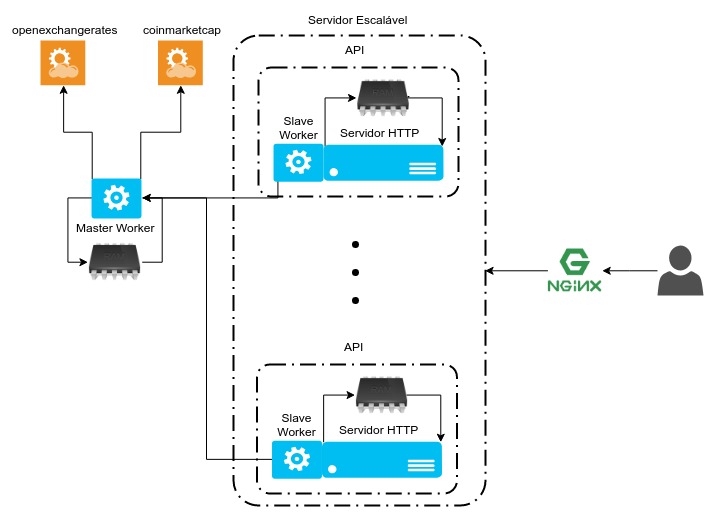 Servidor Escalável
openexchangerates
coinmarketcap
API
Slave
Worker
Servidor HTTP
Master Worker
NGiNX
API
Slave
Worker
Servidor HTTP